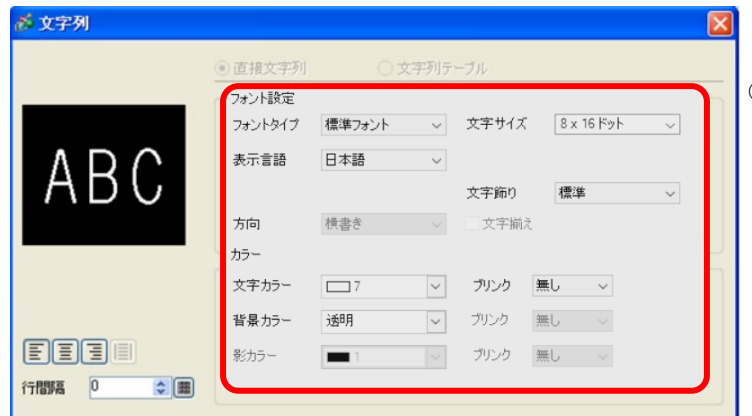 文字列
直接文字列 文字列テーブル
フォント設定
フォントタイプ 標準フォント 文字サイズ 8 x 16 ドット
表示言語 日本語
ABC
文字飾り 標準
方向 横書き 文字揃え
カラー
文字カラー 7 ブリンク 無し
背景カラー 透明 ブリンク 無し
影カラー 1 ブリンク 無し
行間隔 0